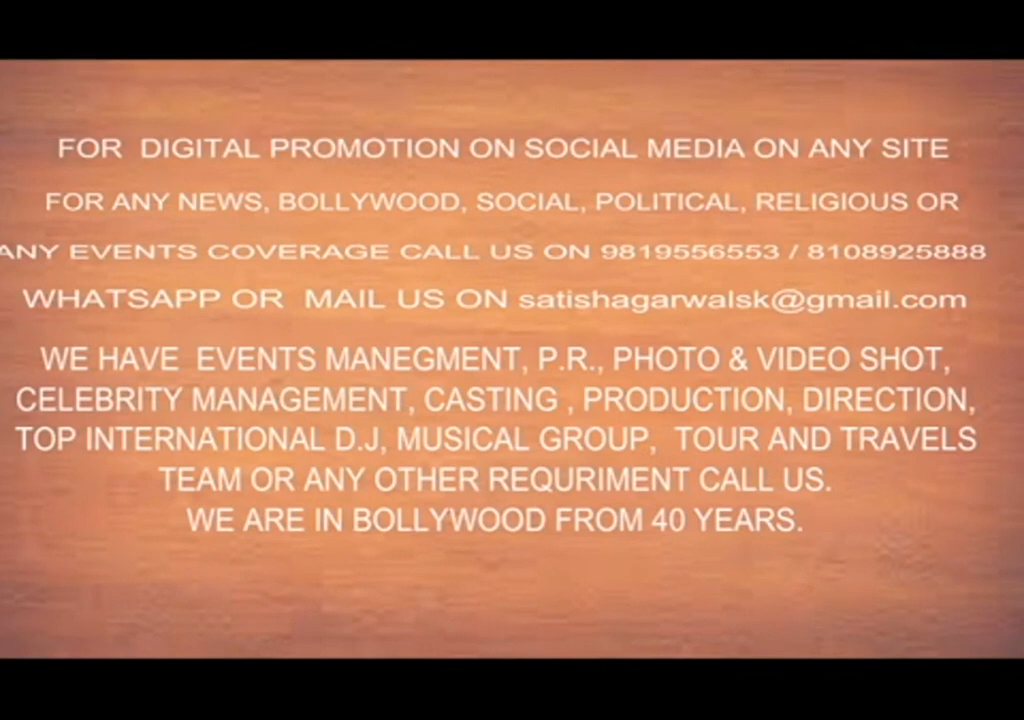 FOR DIGITAL PROMOTION ON SOCIAL MEDIA ON ANY SITE
FOR ANY NEWS, BOLLYWOOD, SOCIAL, POLITICAL, RELIGIOUS OR
ANY EVENTS COVERAGE CALL US ON 9819556553 / 8108925888
WHATSAPP OR MAIL US ON satishagarwalsk@gmail.com
WE HAVE EVENTS MANEGMENT, P.R., PHOTO & VIDEO SHOT,
CELEBRITY MANAGEMENT, CASTING , PRODUCTION, DIRECTION,
TOP INTERNATIONAL D.J, MUSICAL GROUP, TOUR AND TRAVELS
TEAM OR ANY OTHER REQURIMENT CALL US.
WE ARE IN BOLLYWOOD FROM 40 YEARS.